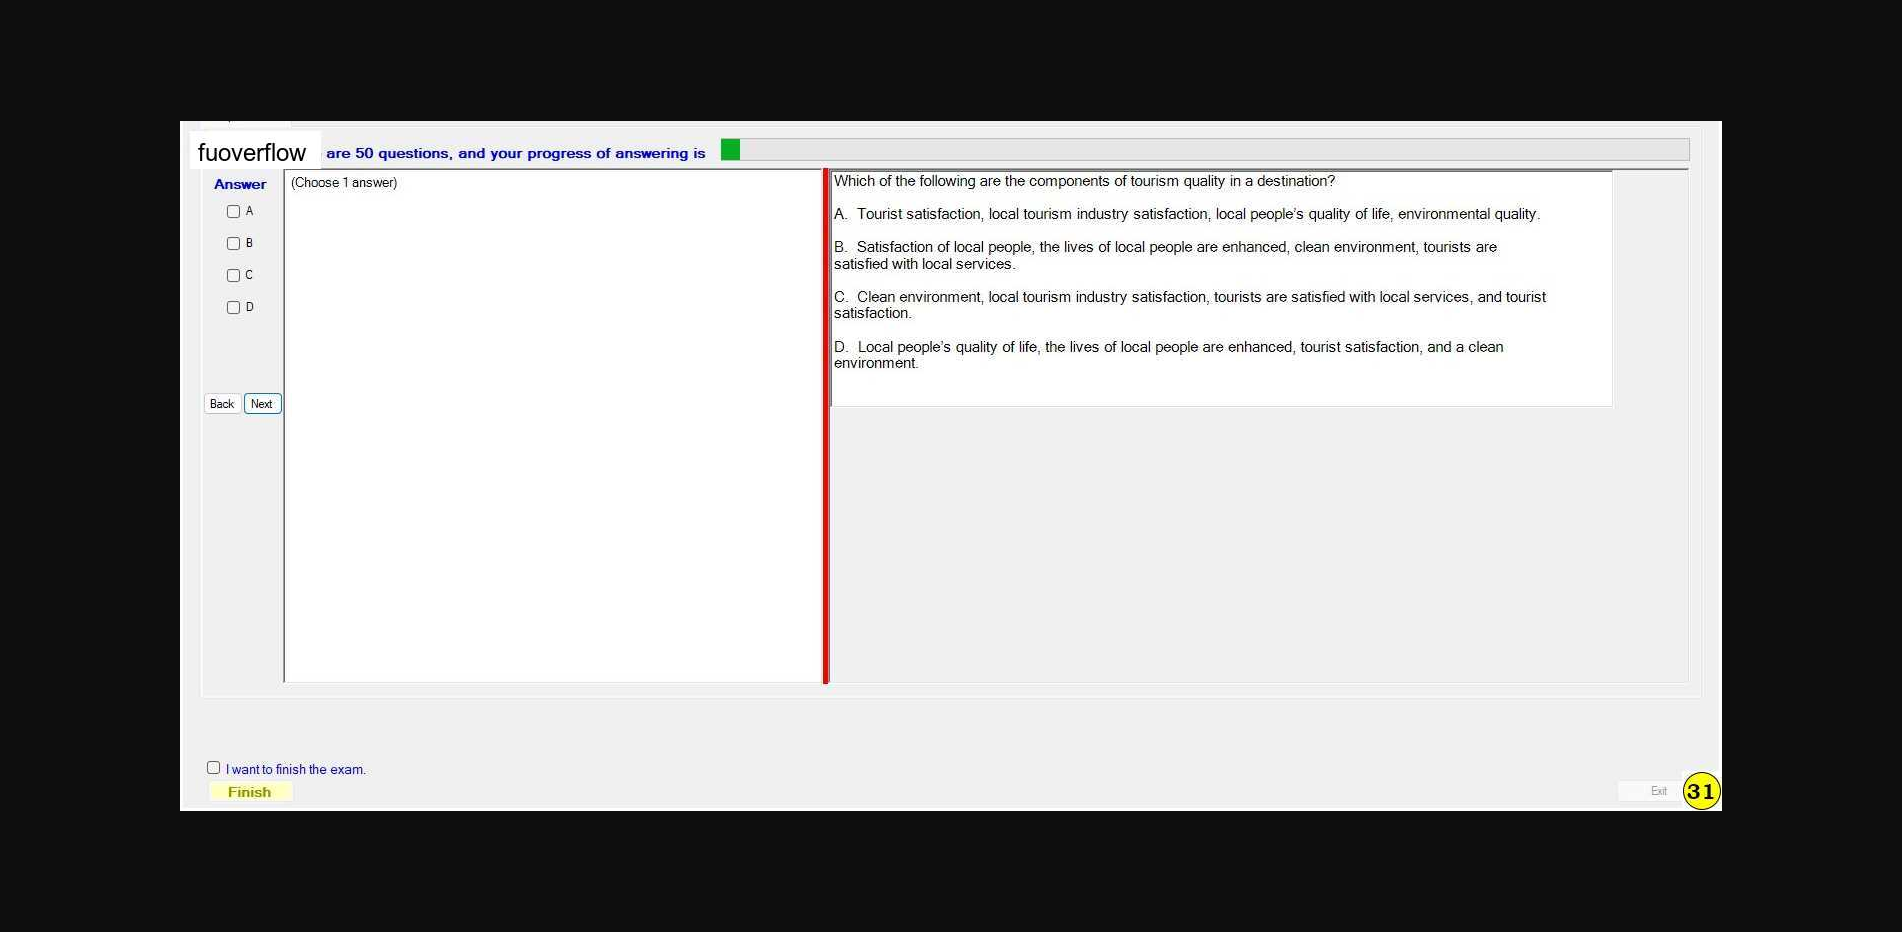 fuoverflow are 50 questions, and your progress of answering is
Answer
A
B
C
D
Back Next
(Choose 1 answer)
Which of the following are the components of tourism quality in a destination?
A. Tourist satisfaction, local tourism industry satisfaction, local people's quality of life, environmental quality.
B. Satisfaction of local people, the lives of local people are enhanced, clean environment, tourists are
satisfied with local services.
C. Clean environment, local tourism industry satisfaction, tourists are satisfied with local services, and tourist
satisfaction.
D. Local people's quality of life, the lives of local people are enhanced, tourist satisfaction, and a clean
environment.
I want to finish the exam.
Finish
Exit
31